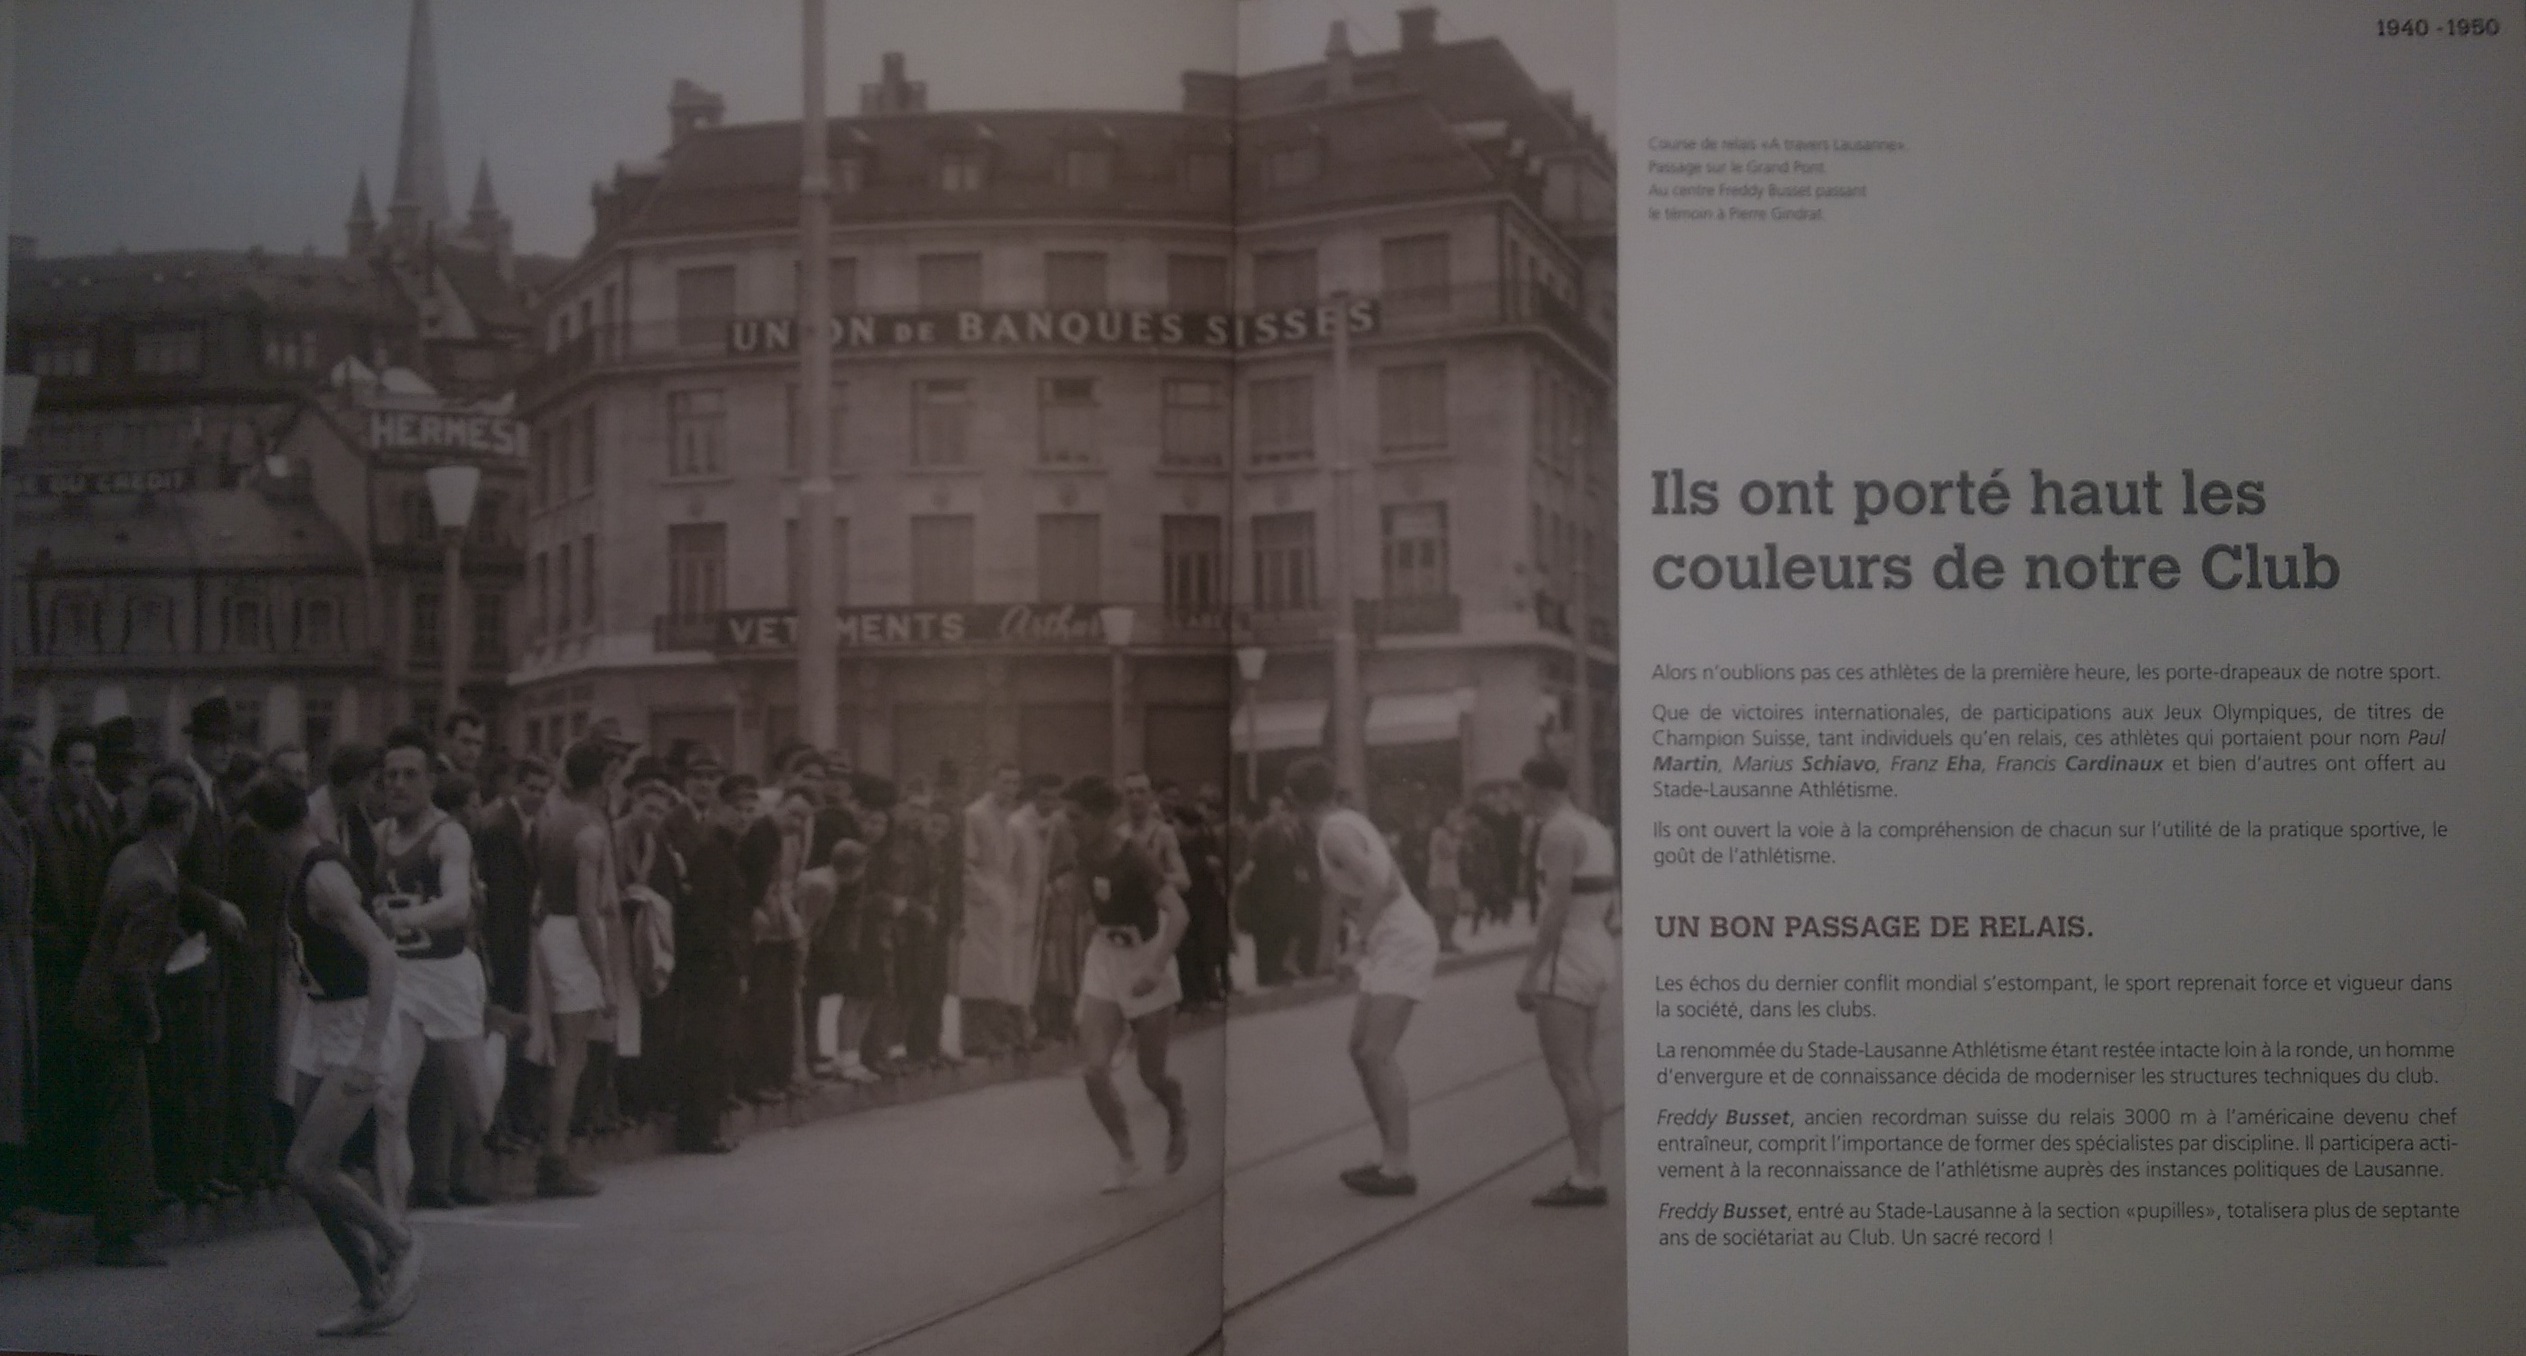 1940 - 1950
Course de relais «A travers Lausanne».
Passage sur le Grand Pont.
Au centre Freddy Busset passant
le témoin à Pierre Gindrat.
UN ON DE BANQUES S ISSES
HERMES
DU CREDIT
VET MENTS Arthur
Ils ont porté haut les
couleurs de notre Club
Alors n'oublions pas ces athlètes de la première heure, les porte-drapeaux de notre sport.
Que de victoires internationales, de participations aux Jeux Olympiques, de titres de
Champion Suisse, tant individuels qu'en relais, ces athlètes qui portaient pour nom Paul
Martin, Marius Schiavo, Franz Eha, Francis Cardinaux et bien d'autres ont offert au
Stade-Lausanne Athlétisme.
Ils ont ouvert la voie à la compréhension de chacun sur l'utilité de la pratique sportive, le
goût de l'athlétisme.
UN BON PASSAGE DE RELAIS.
Les échos du dernier conflit mondial s'estompant, le sport reprenait force et vigueur dans
la société, dans les clubs.
La renommée du Stade-Lausanne Athlétisme étant restée intacte loin à la ronde, un homme
d'envergure et de connaissance décida de moderniser les structures techniques du club.
Freddy Busset, ancien recordman suisse du relais 3000 m à l'américaine devenu chef
entraîneur, comprit l'importance de former des spécialistes par discipline. Il participera acti-
vement à la reconnaissance de l'athlétisme auprès des instances politiques de Lausanne.
Freddy Busset, entré au Stade-Lausanne à la section «pupilles», totalisera plus de septante
ans de sociétariat au Club. Un sacré record !